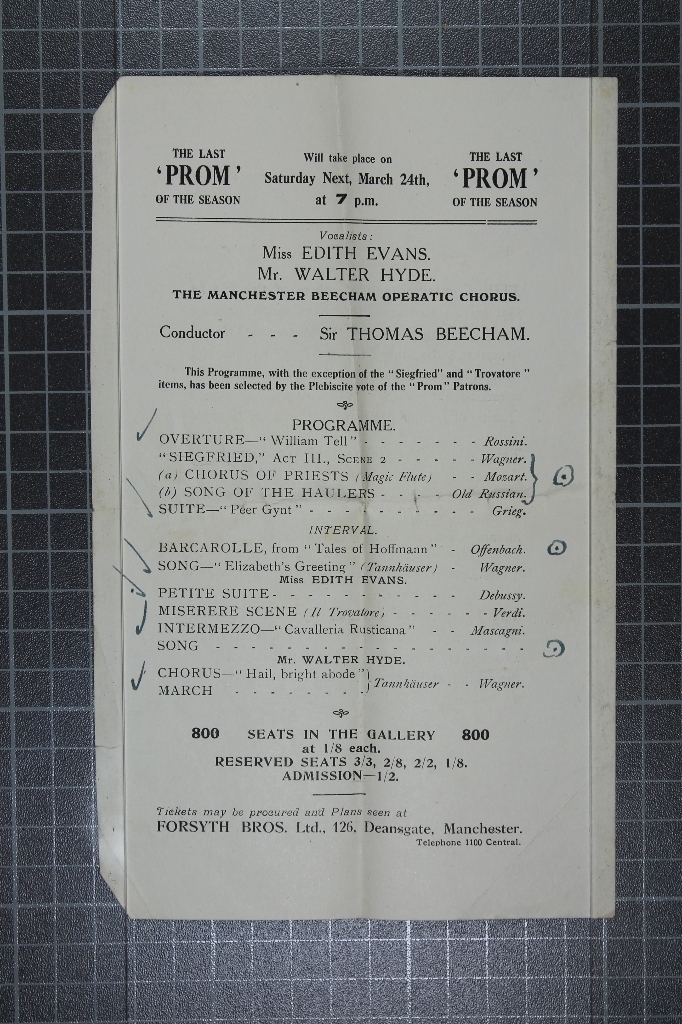 THE LAST
'PROM'
OF THE SEASON
Will take place on
Saturday Next, March 24th,
at 7 p.m.
THE LAST
'PROM'
OF THE SEASON
Vocalists:
Miss EDITH EVANS.
Mr. WALTER HYDE.
THE MANCHESTER BEECHAM OPERATIC CHORUS.
Conductor - - - Sir THOMAS BEECHAM.
This Programme, with the exception of the "Siegfried" and "Trovatore"
items, has been selected by the Plebiscite vote of the "Prom" Patrons.
PROGRAMME.
OVERTURE—"William Tell" - - - - - - - Rossini.
"SIEGFRIED," ACT III., SCENE 2 - - - - - Wagner.
(a) CHORUS OF PRIESTS (Magic Flute) - - Mozart.
(b) SONG OF THE HAULERS - - - - Old Russian.
SUITE—"Peer Gynt" - - - - - - - - - - Grieg.
INTERVAL.
BARCAROLLE, from "Tales of Hoffmann" - Offenbach.
SONG—"Elizabeth's Greeting" (Tannhäuser) - Wagner.
Miss EDITH EVANS.
PETITE SUITE - - - - - - - - - - - Debussy.
MISERERE SCENE (Il Trovatore) - - - - - - Verdi.
INTERMEZZO—"Cavalleria Rusticana" - - Mascagni.
SONG - - - - - - - - - - - - - - - - - -
Mr. WALTER HYDE.
CHORUS—"Hail, bright abode" } Tannhäuser - - Wagner.
MARCH - - - - - - - -
800 SEATS IN THE GALLERY 800
at 1/8 each.
RESERVED SEATS 3/3, 2/8, 2/2, 1/8.
ADMISSION—1/2.
Tickets may be procured and Plans seen at
FORSYTH BROS. Ltd., 126, Deansgate, Manchester.
Telephone 1100 Central.